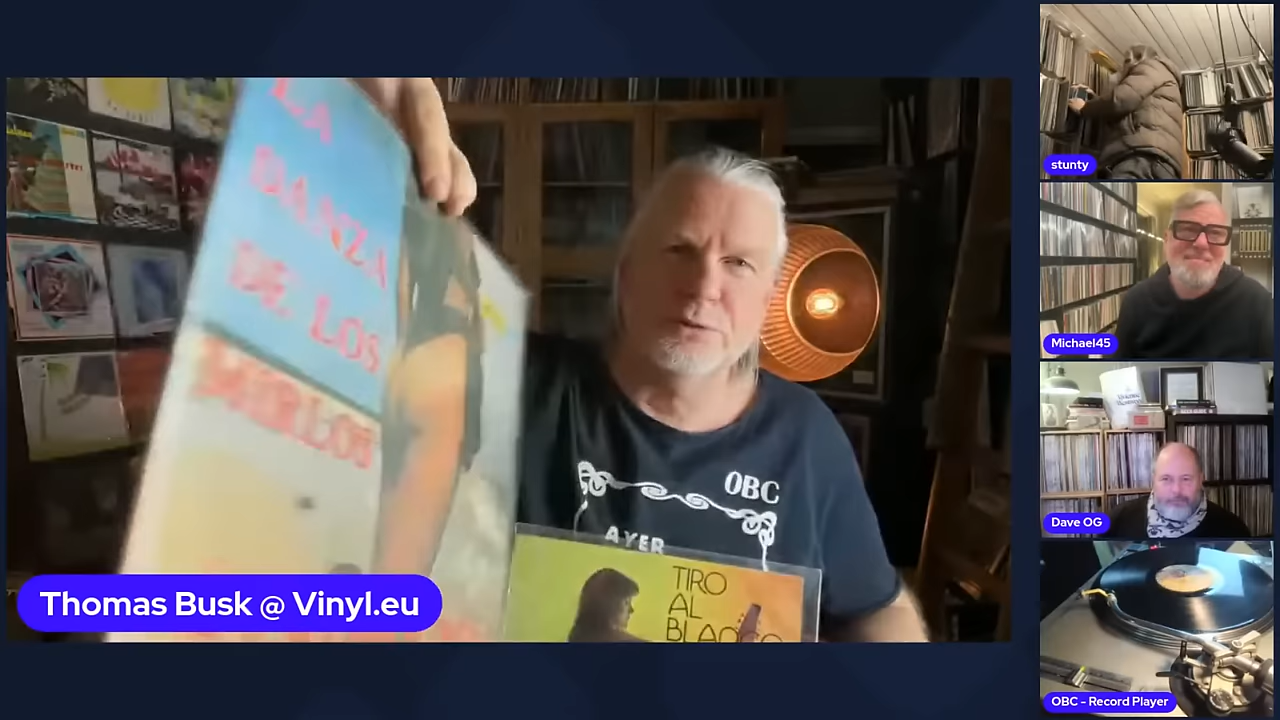 LA
DANZA
DE LOS
MIRLOS
OBC
AYER
TIRO
AL
BLANCO
Thomas Busk @ Vinyl.eu
stunty
Michael45
Dave OG
OBC - Record Player